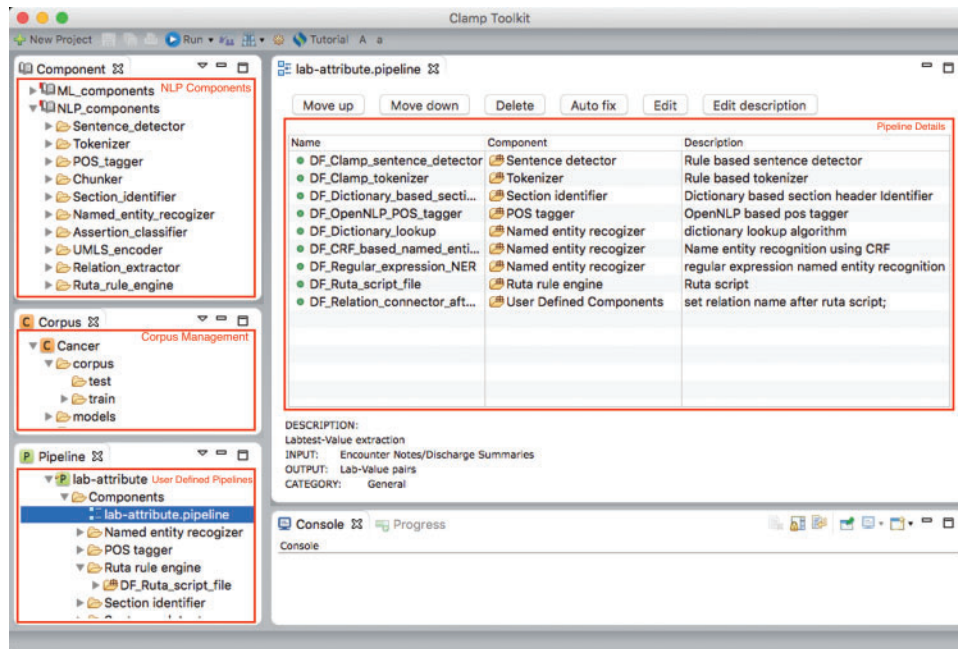 Clamp Toolkit
New Project Run Tutorial A a
Component
NLP Components
ML_components
NLP_components
Sentence_detector
Tokenizer
POS_tagger
Chunker
Section_identifier
Named_entity_recogizer
Assertion_classifier
UMLS_encoder
Relation_extractor
Ruta_rule_engine
C Corpus
Corpus Management
C Cancer
corpus
test
train
models
P Pipeline
P lab-attribute User Defined Pipelines
Components
lab-attribute.pipeline
Named entity recogizer
POS tagger
Ruta rule engine
DF_Ruta_script_file
Section identifier
lab-attribute.pipeline
Move up Move down Delete Auto fix Edit Edit description
Pipeline Details
Name Component Description
DF_Clamp_sentence_detector Sentence detector Rule based sentence detector
DF_Clamp_tokenizer Tokenizer Rule based tokenizer
DF_Dictionary_based_secti... Section identifier Dictionary based section header Identifier
DF_OpenNLP_POS_tagger POS tagger OpenNLP based pos tagger
DF_Dictionary_lookup Named entity recogizer dictionary lookup algorithm
DF_CRF_based_named_enti... Named entity recogizer Name entity recognition using CRF
DF_Regular_expression_NER Named entity recogizer regular expression named entity recognition
DF_Ruta_script_file Ruta rule engine Ruta script
DF_Relation_connector_aft... User Defined Components set relation name after ruta script;
DESCRIPTION:
Labtest-Value extraction
INPUT: Encounter Notes/Discharge Summaries
OUTPUT: Lab-Value pairs
CATEGORY: General
Console Progress
Console